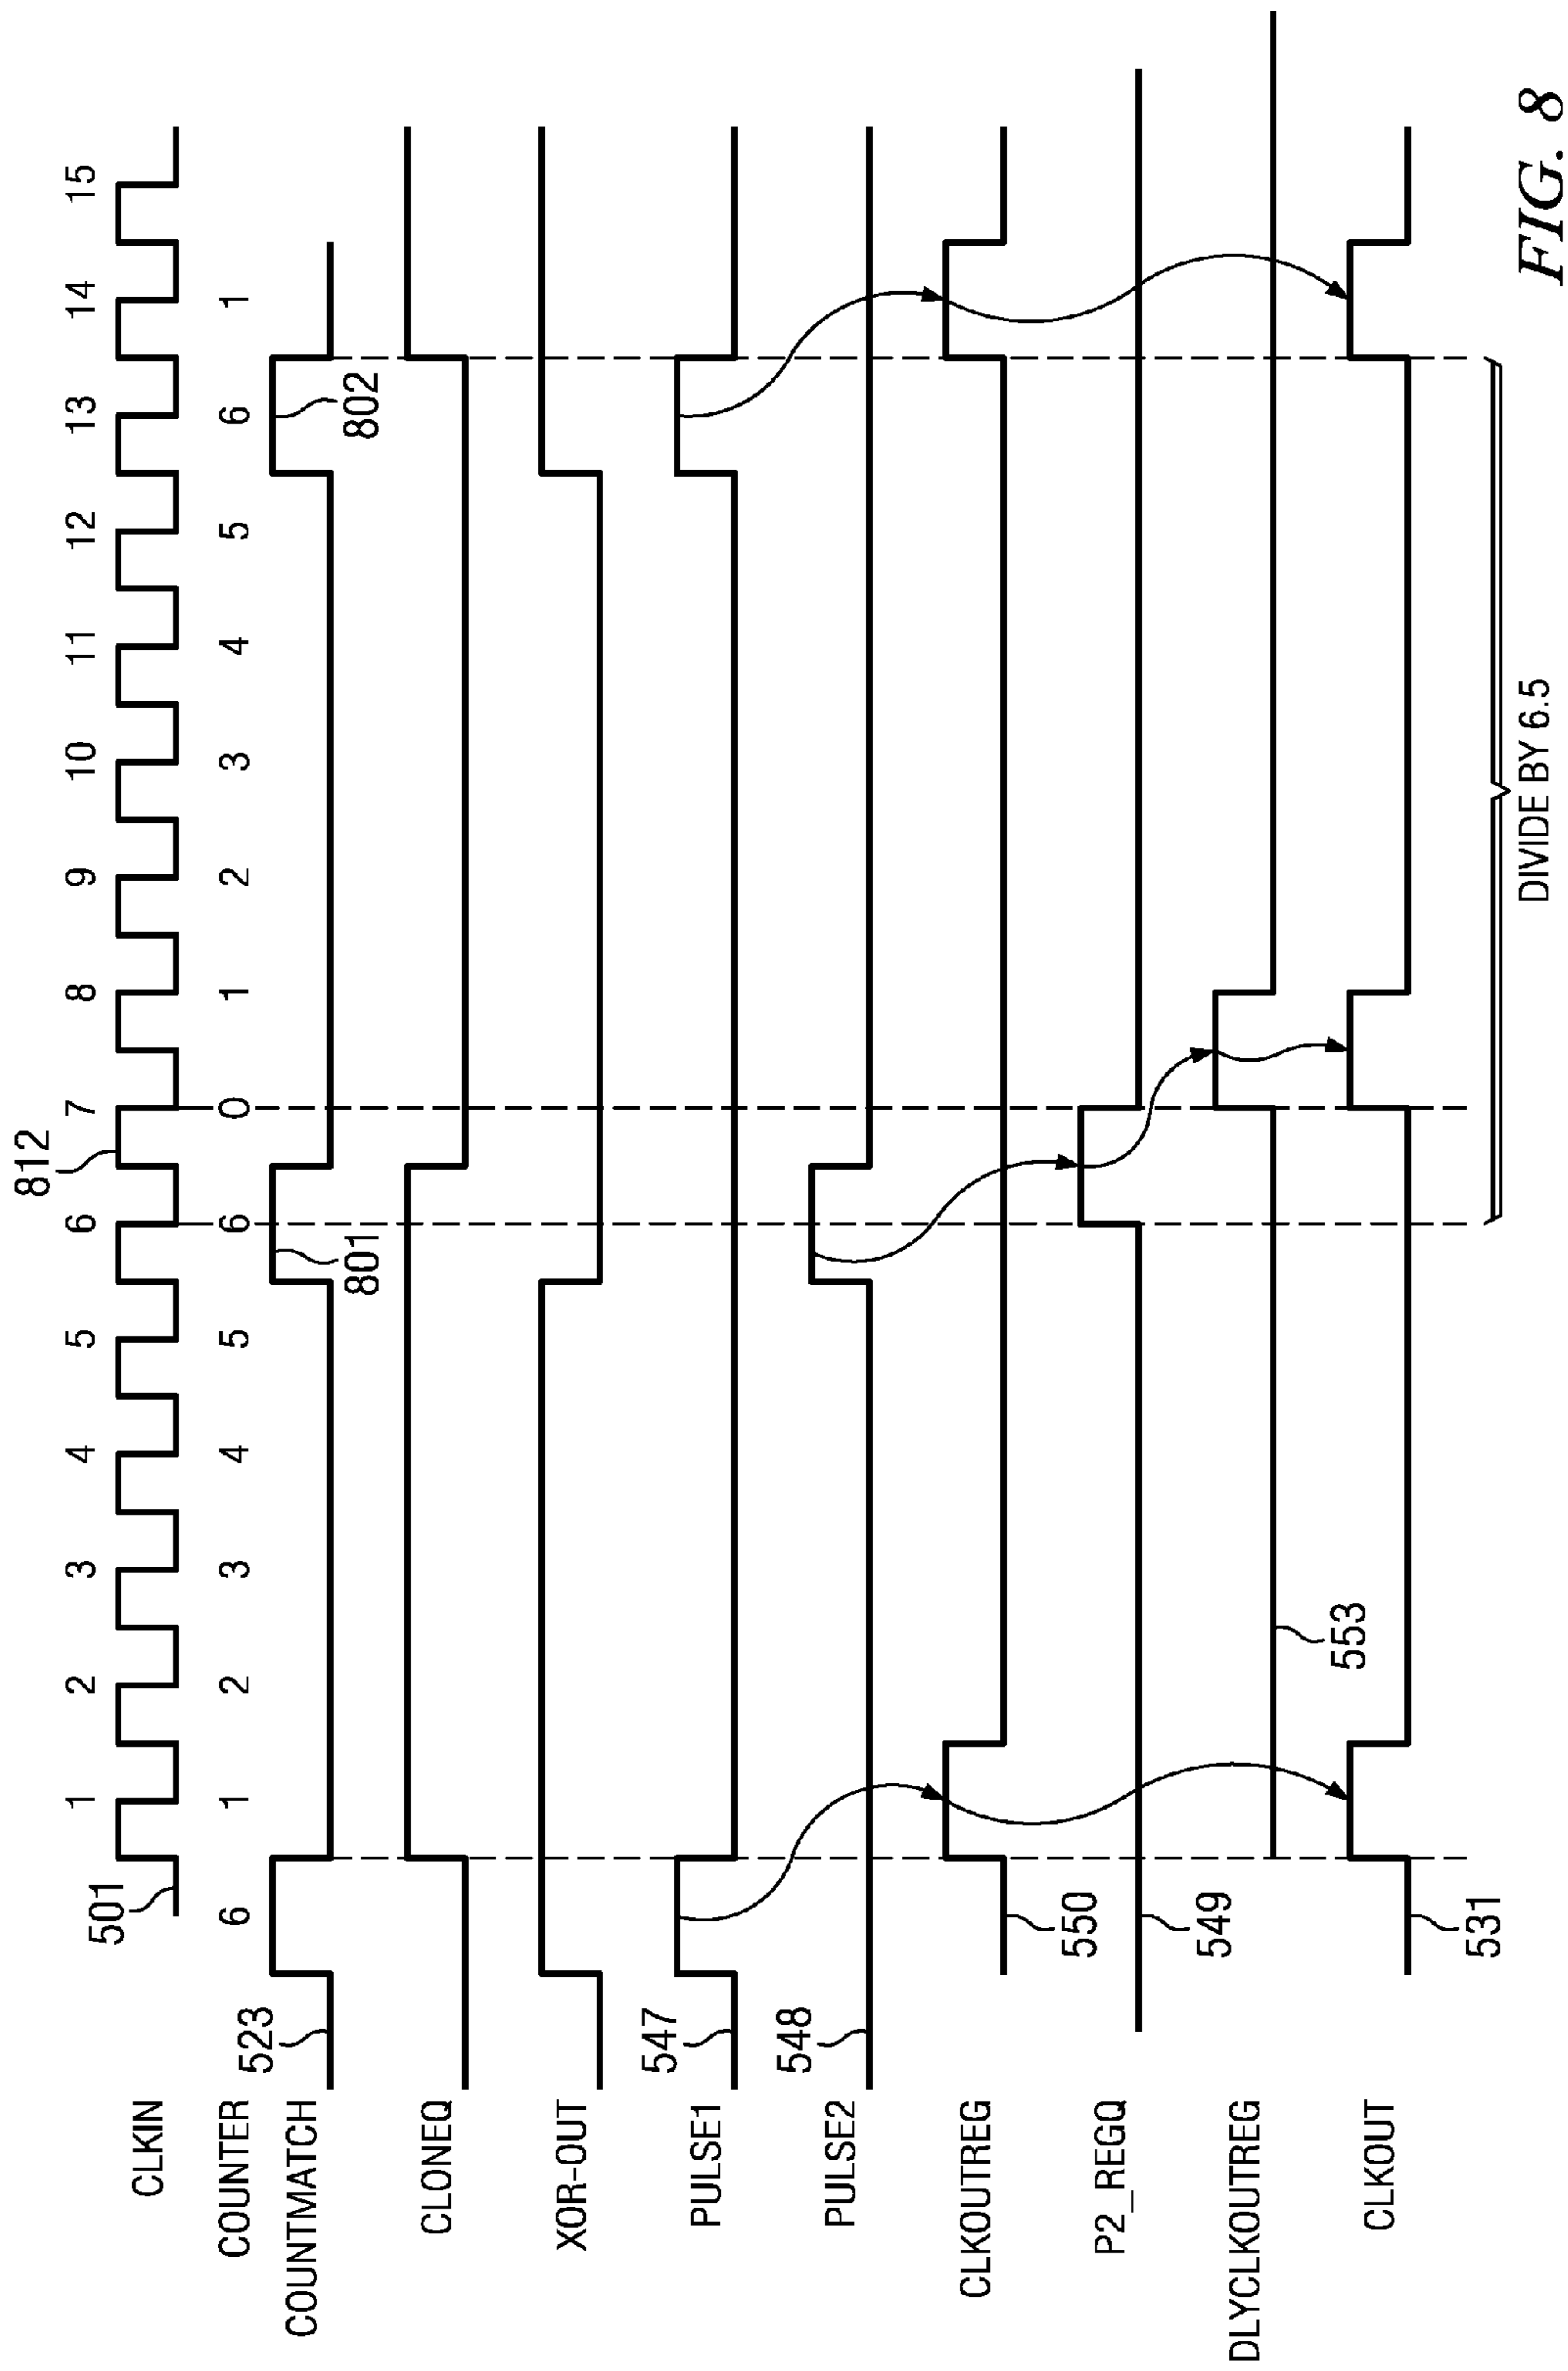 812
CLKIN 501 1 2 3 4 5 6 7 8 9 10 11 12 13 14 15
COUNTER 6 1 2 3 4 5 6 0 1 2 3 4 5 6 1
COUNTMATCH 523 801 802
CLONEQ
XOR-OUT
PULSE1 547
PULSE2 548
CLKOUTREG 550
P2_REGQ 549
DLYCLKOUTREG 553
CLKOUT 531
DIVIDE BY 6.5
FIG. 8